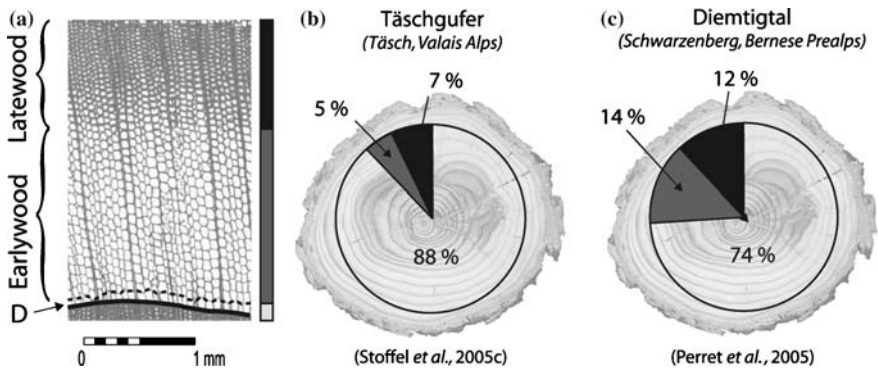 (a)
Latewood
Earlywood
D
0 1 mm
(b) Täschgufer
(Täsch, Valais Alps)
7 %
5 %
88 %
(Stoffel et al., 2005c)
(c) Diemtigtal
(Schwarzenberg, Bernese Prealps)
12 %
14 %
74 %
(Perret et al., 2005)